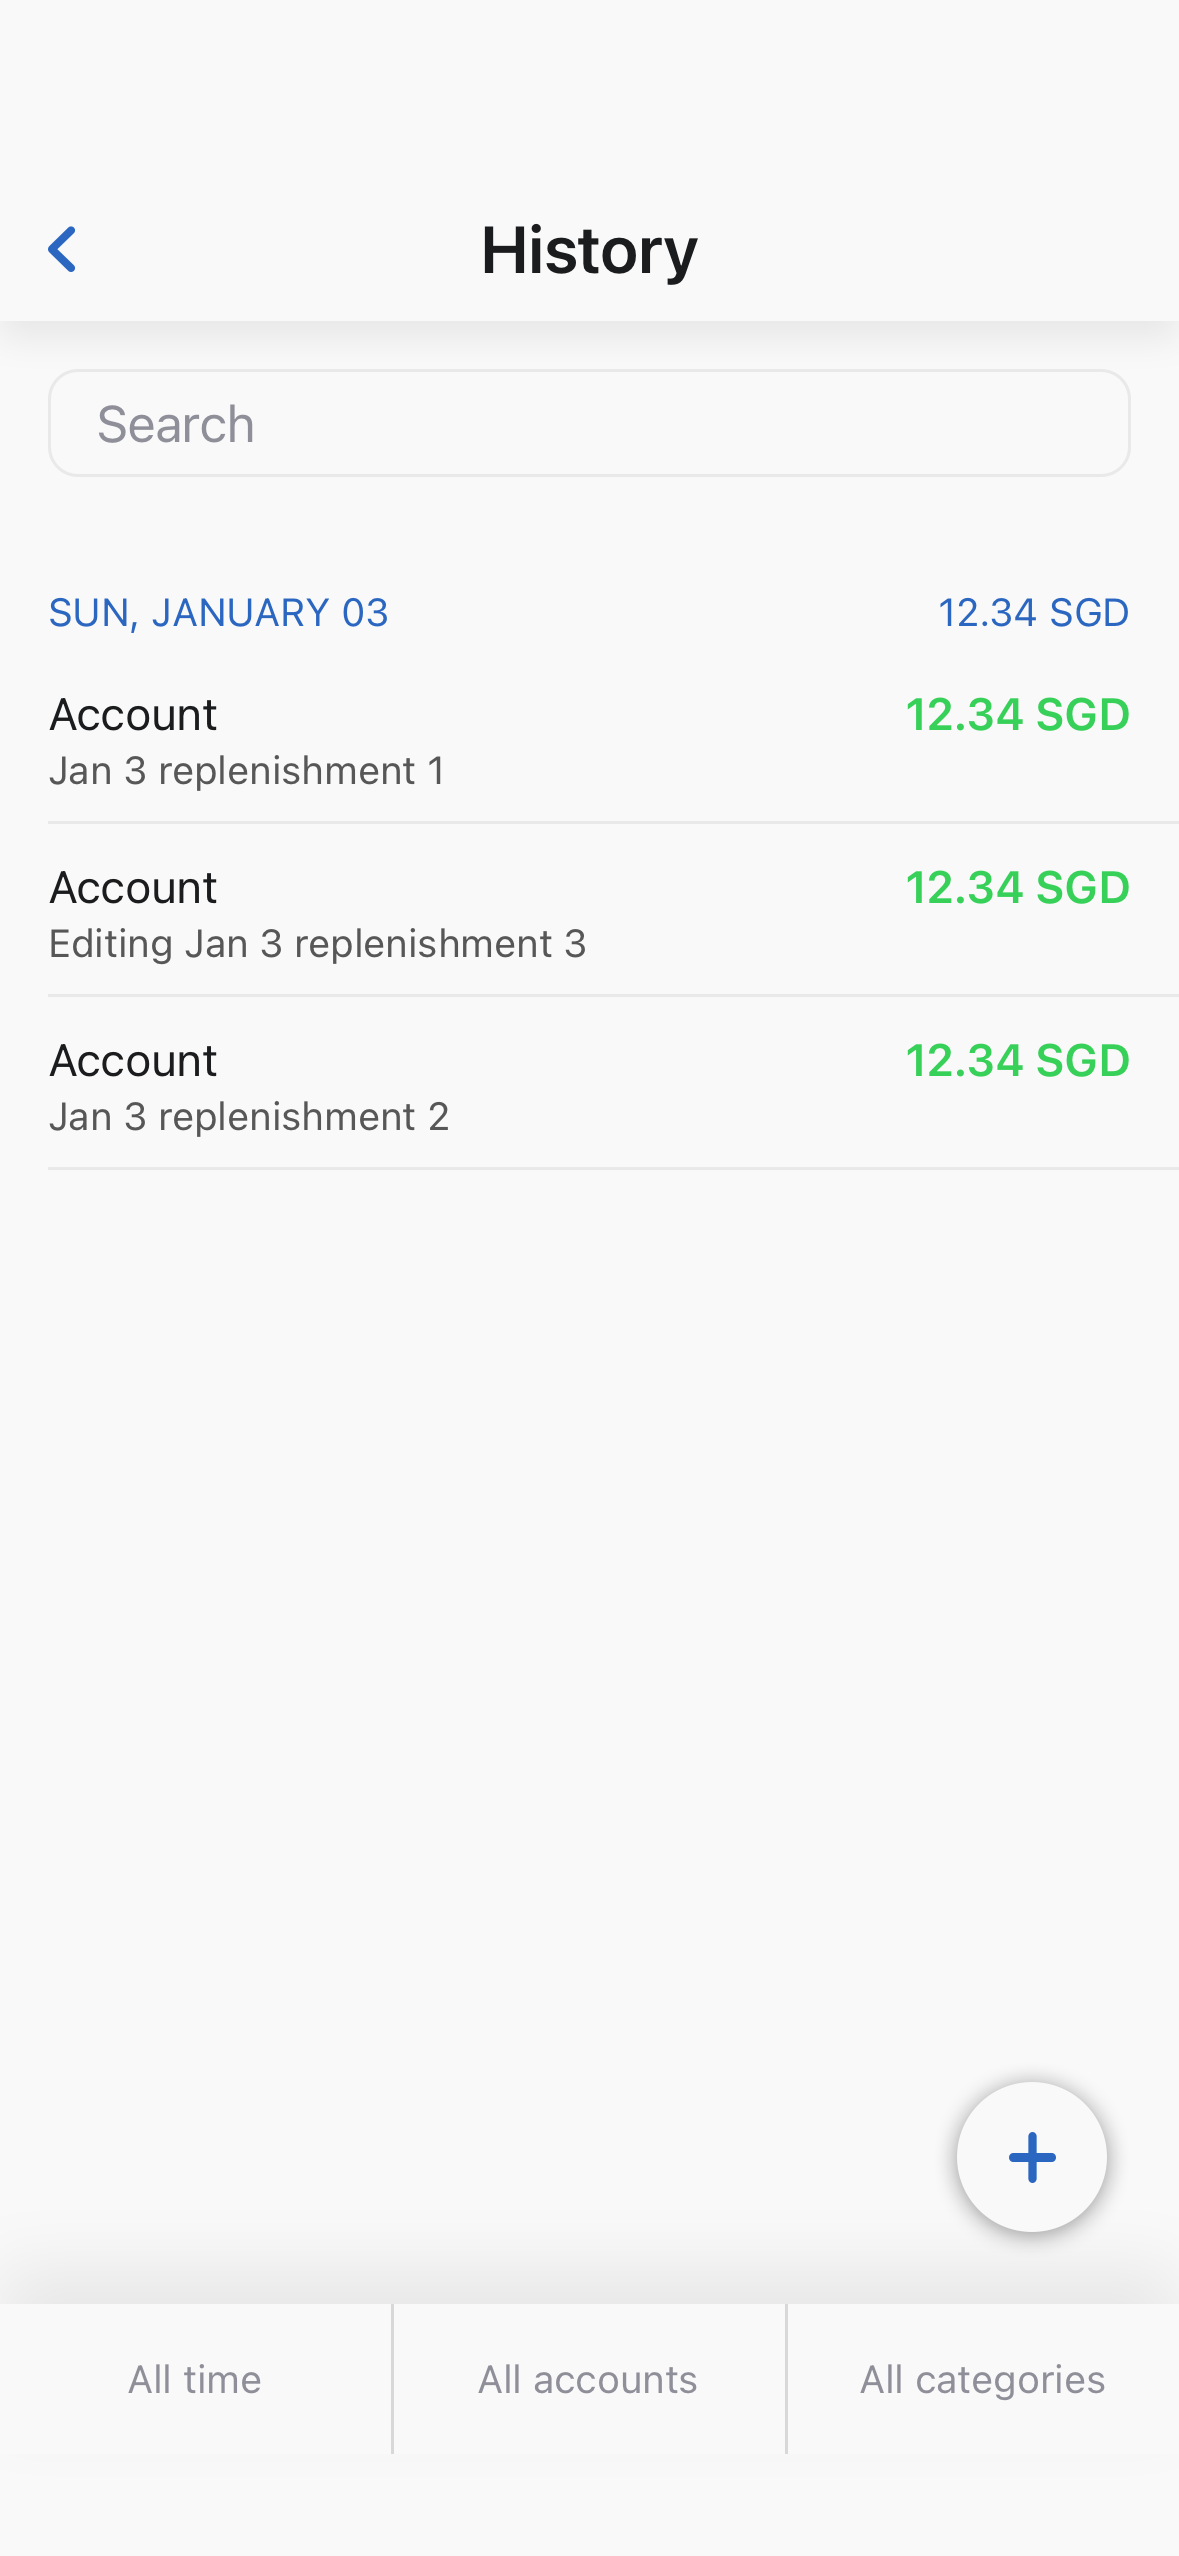 History
Search
SUN, JANUARY 03 12.34 SGD
Account 12.34 SGD
Jan 3 replenishment 1
Account 12.34 SGD
Editing Jan 3 replenishment 3
Account 12.34 SGD
Jan 3 replenishment 2
All time All accounts All categories